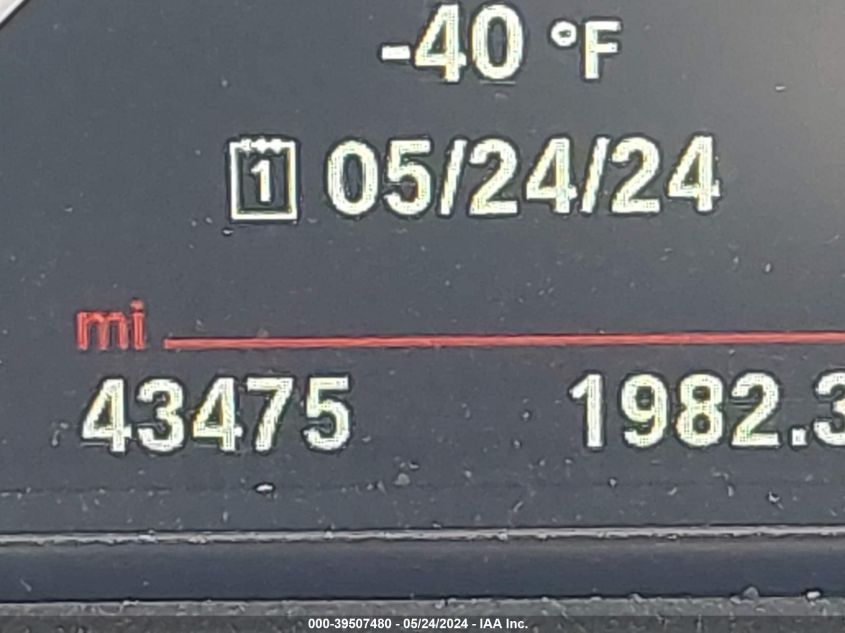 -40 °F
1 05/24/24
mi
43475 1982.3
000-39507480 - 05/24/2024 - IAA Inc.